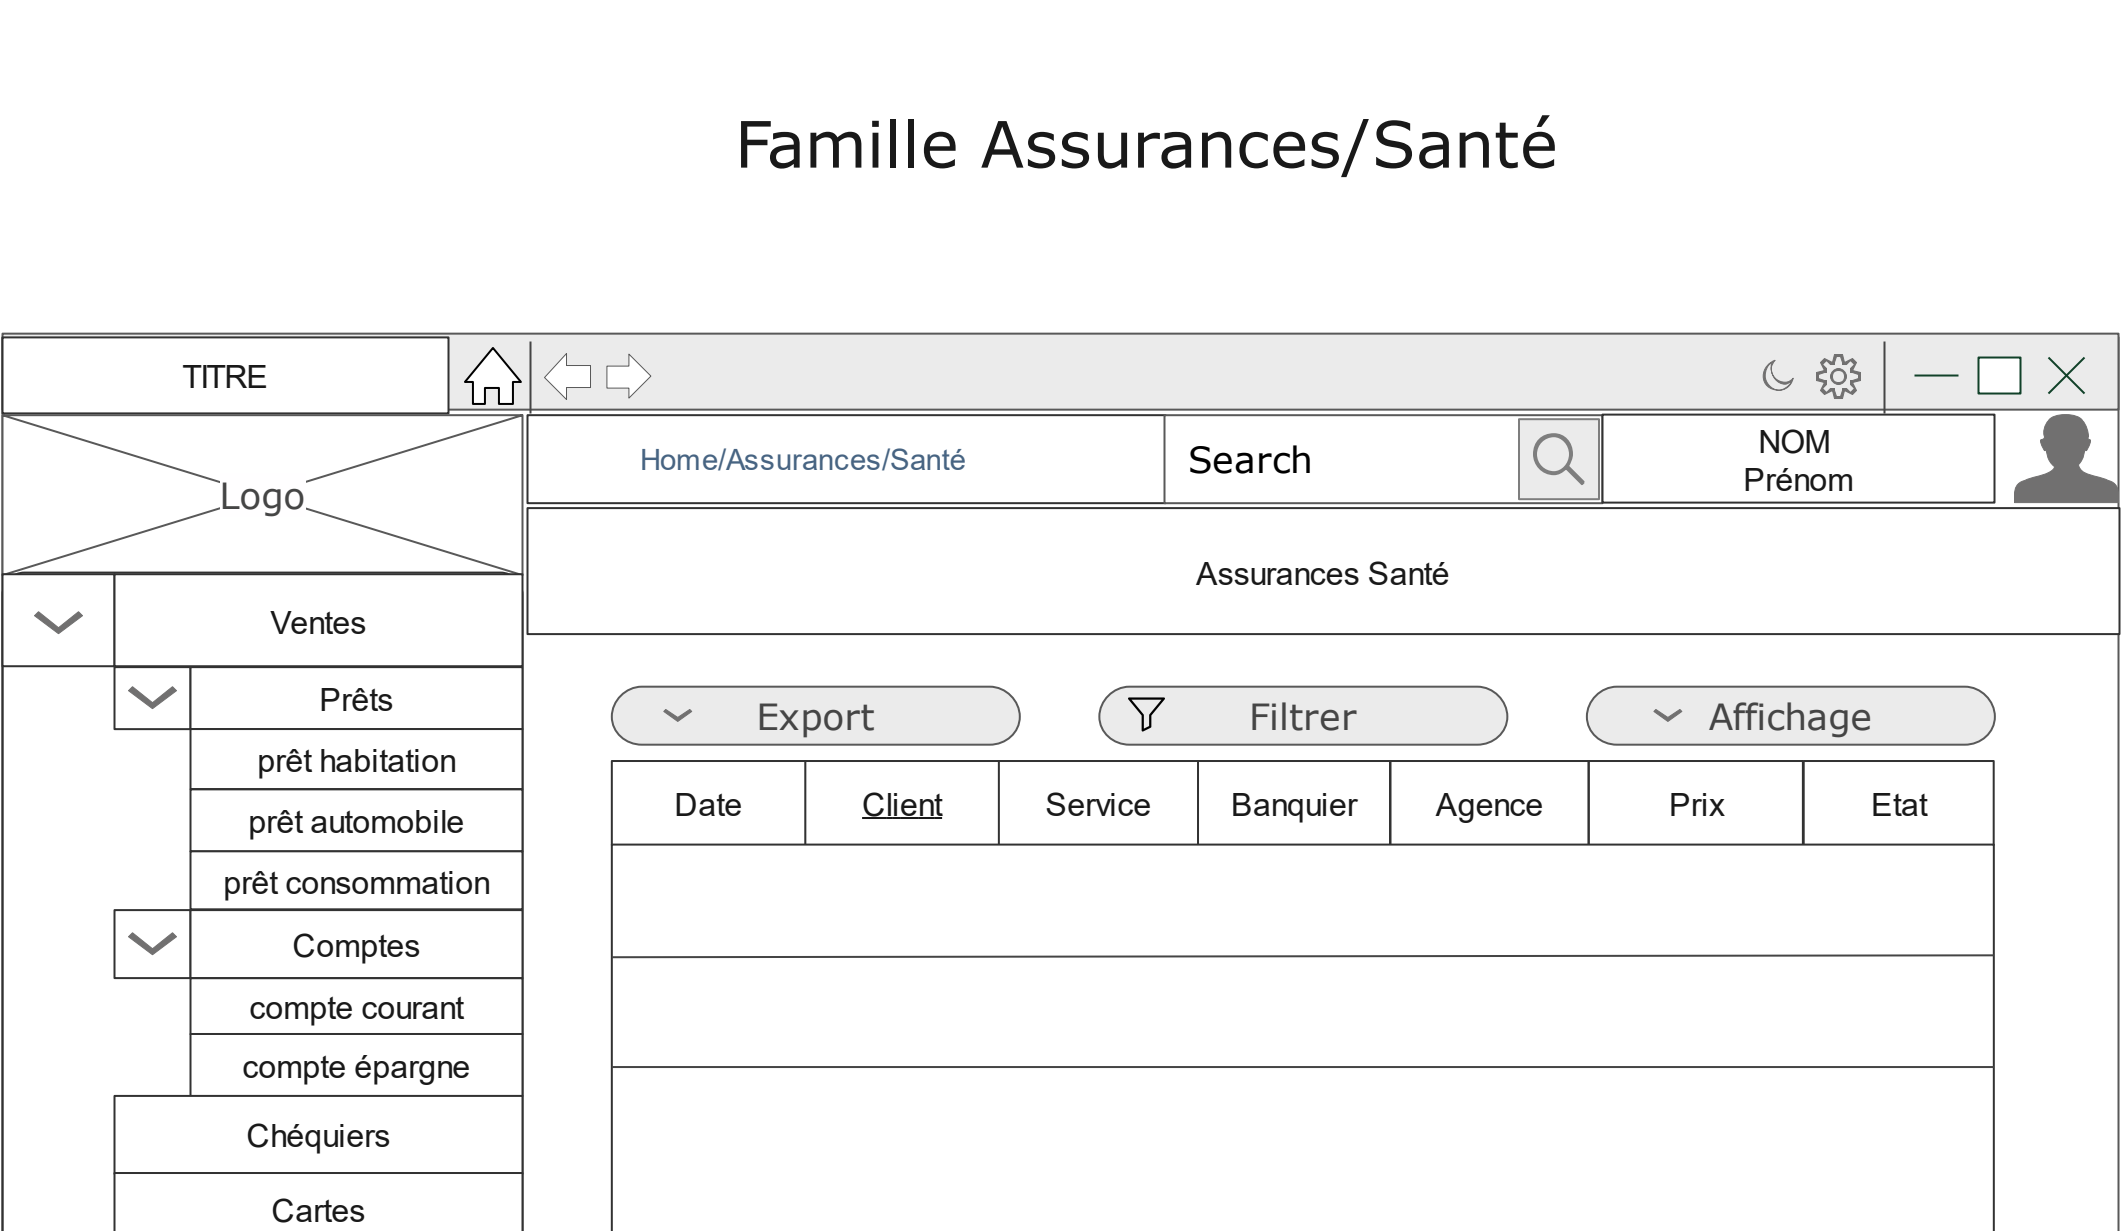 Famille Assurances/Santé
TITRE
Logo
Home/Assurances/Santé
Search
NOM
Prénom
Assurances Santé
Ventes
Prêts
prêt habitation
prêt automobile
prêt consommation
Comptes
compte courant
compte épargne
Chéquiers
Cartes
Export
Filtrer
Affichage
Date Client Service Banquier Agence Prix Etat